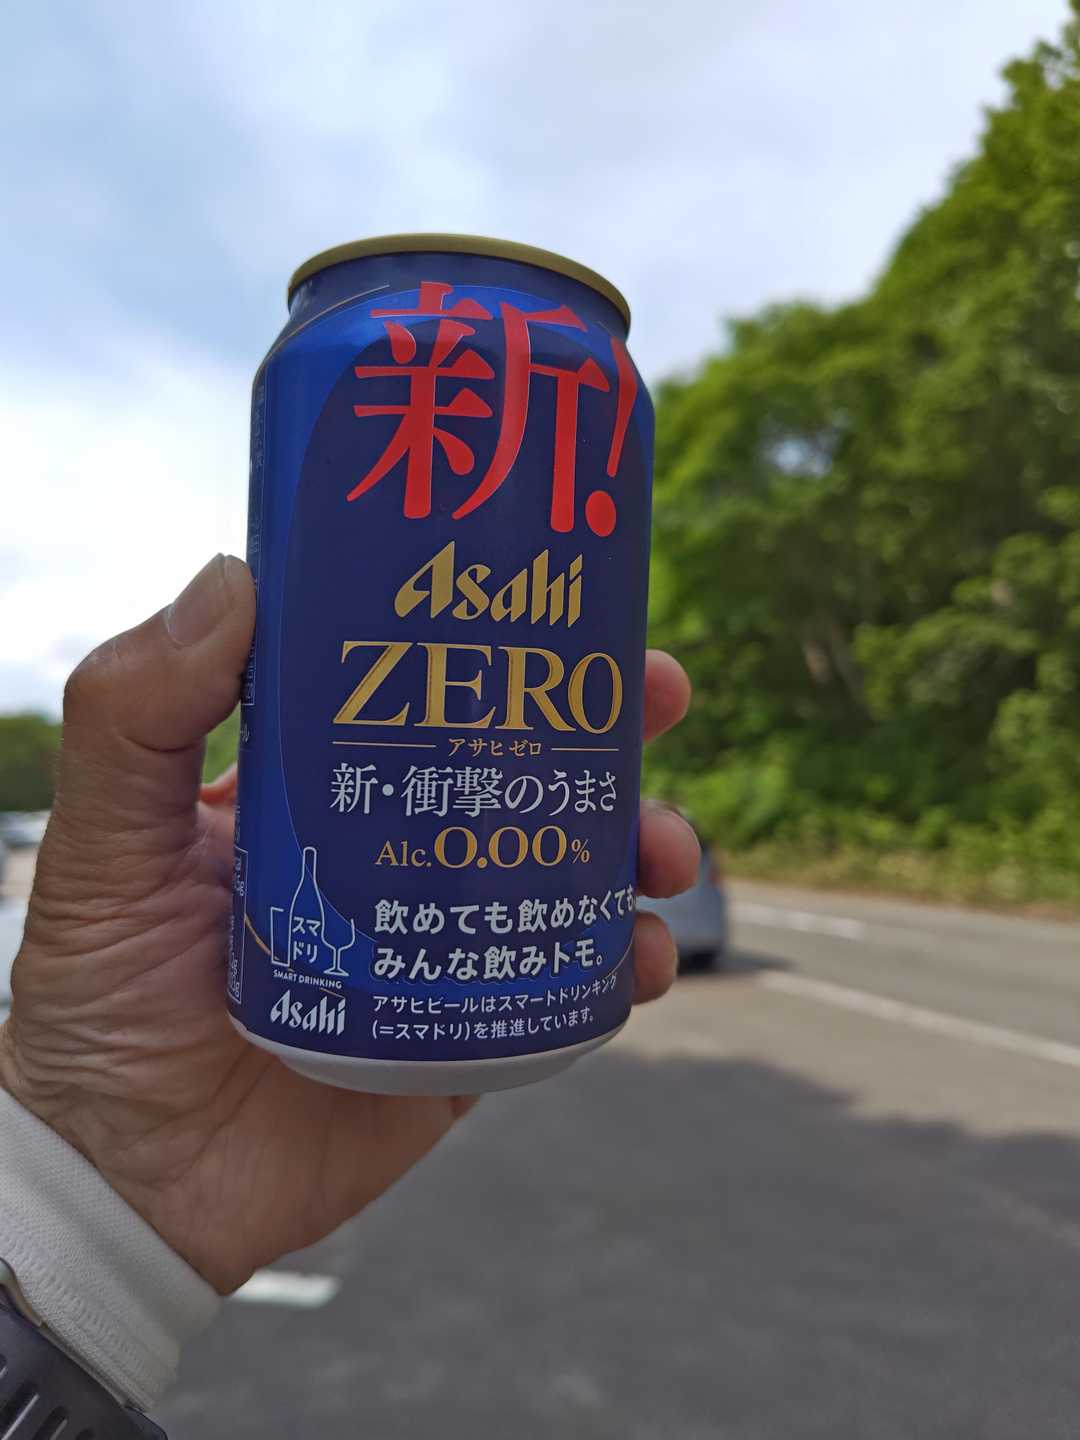 新!
Asahi
ZERO
アサヒゼロ
新・衝撃のうまさ
Alc.0.00%
飲めても飲めなくても、
みんな飲みトモ。
スマ
ドリ
SMART DRINKING
Asahi
アサヒビールはスマートドリンキング
(=スマドリ)を推進しています。